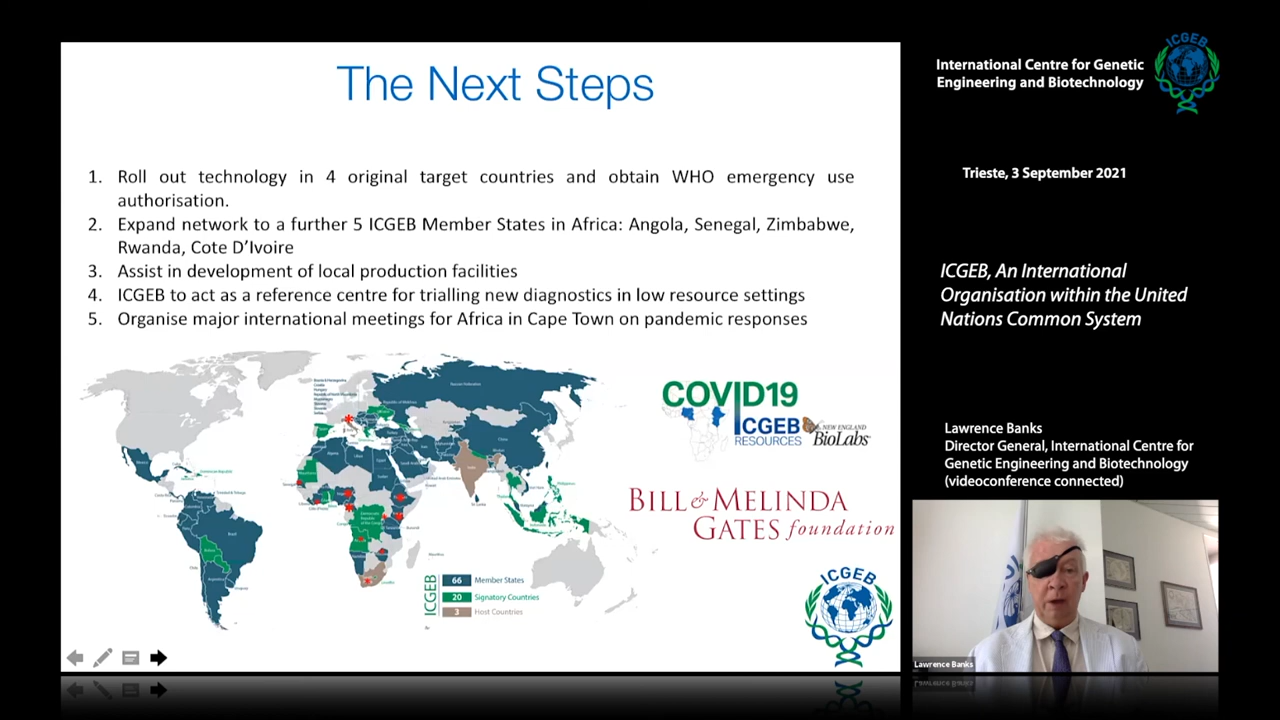 The Next Steps
1. Roll out technology in 4 original target countries and obtain WHO emergency use
authorisation.
2. Expand network to a further 5 ICGEB Member States in Africa: Angola, Senegal, Zimbabwe,
Rwanda, Cote D'Ivoire
3. Assist in development of local production facilities
4. ICGEB to act as a reference centre for trialling new diagnostics in low resource settings
5. Organise major international meetings for Africa in Cape Town on pandemic responses
Russian Federation
China
Brazil
Argentina
ICGEB
66 Member States
20 Signatory Countries
3 Host Countries
COVID19
ICGEB
RESOURCES
NEW ENGLAND
BioLabs
BILL & MELINDA
GATES foundation
ICGEB
International Centre for Genetic
Engineering and Biotechnology
ICGEB
Trieste, 3 September 2021
ICGEB, An International
Organisation within the United
Nations Common System
Lawrence Banks
Director General, International Centre for
Genetic Engineering and Biotechnology
(videoconference connected)
Lawrence Banks